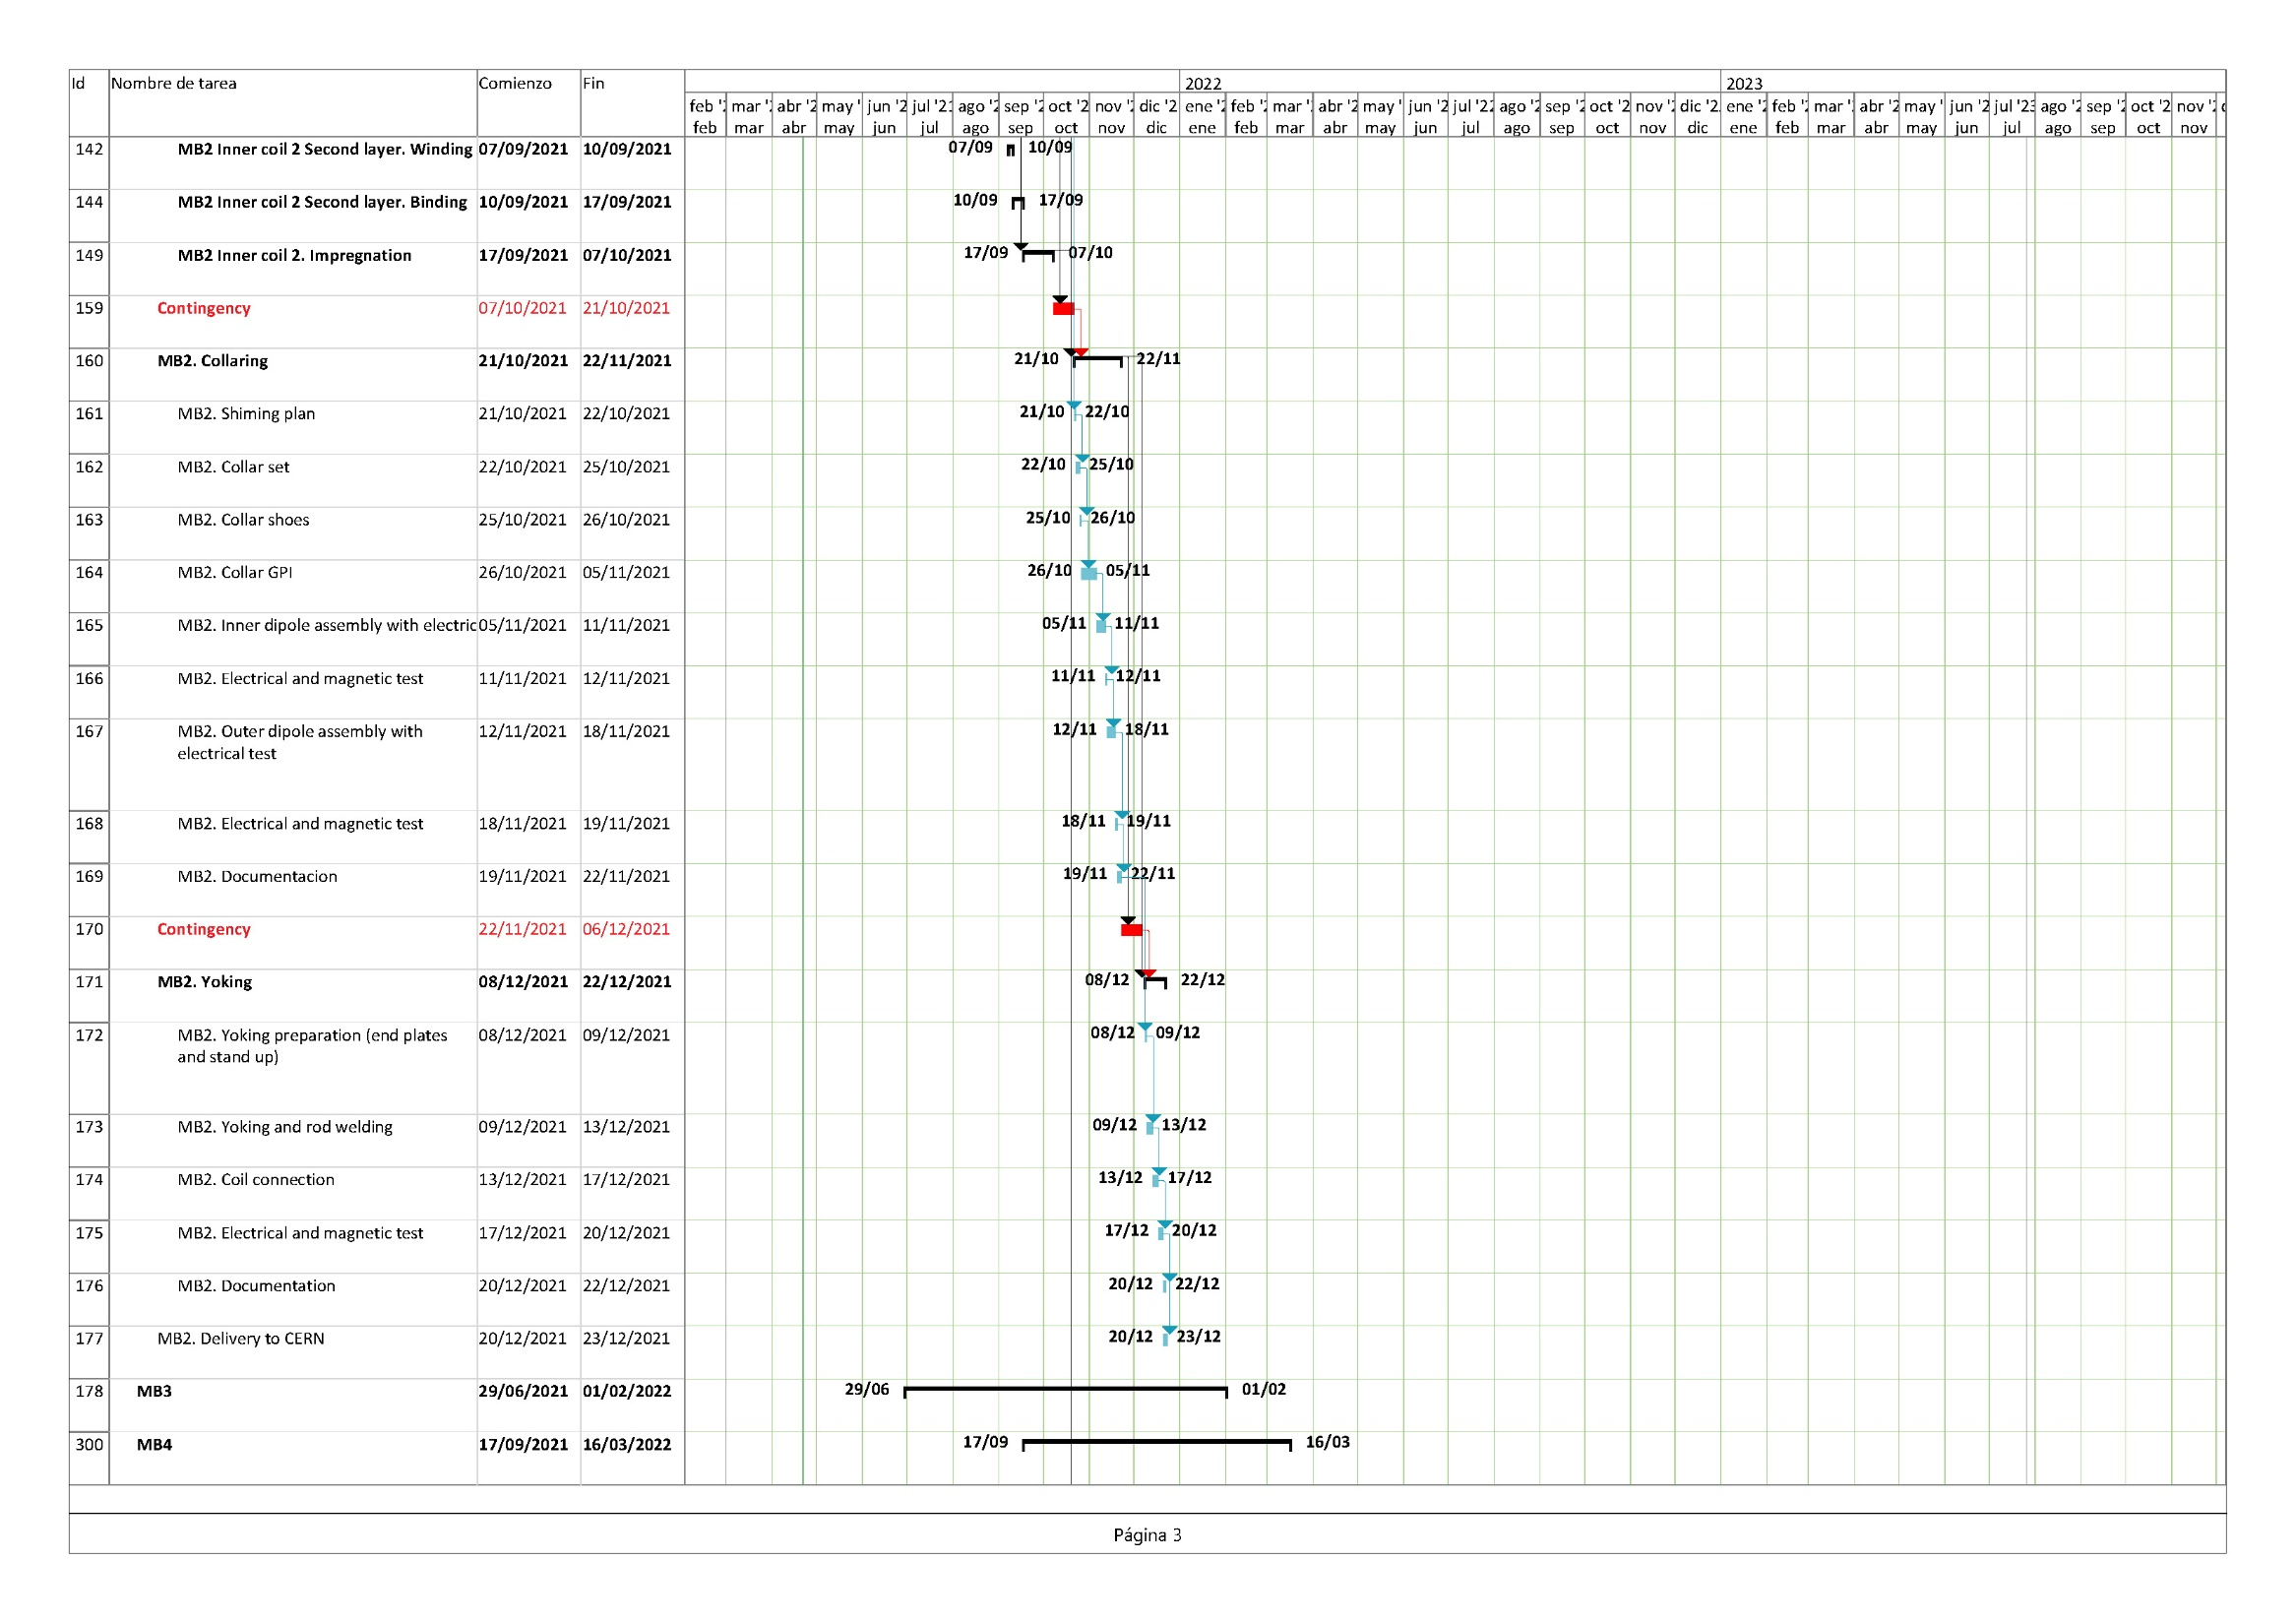 Id Nombre de tarea Comienzo Fin
2022 2023
feb '2 mar '2 abr '2 may ' jun '2 jul '21 ago '2 sep '2 oct '2 nov '2 dic '2 ene '2 feb '2 mar '2 abr '2 may ' jun '2 jul '22 ago '2 sep '2 oct '2 nov '2 dic '2 ene '2 feb '2 mar '2 abr '2 may ' jun '2 jul '23 ago '2 sep '2 oct '2 nov '2 d
feb mar abr may jun jul ago sep oct nov dic ene feb mar abr may jun jul ago sep oct nov dic ene feb mar abr may jun jul ago sep oct nov
142 MB2 Inner coil 2 Second layer. Winding 07/09/2021 10/09/2021 07/09 10/09
144 MB2 Inner coil 2 Second layer. Binding 10/09/2021 17/09/2021 10/09 17/09
149 MB2 Inner coil 2. Impregnation 17/09/2021 07/10/2021 17/09 07/10
159 Contingency 07/10/2021 21/10/2021
160 MB2. Collaring 21/10/2021 22/11/2021 21/10 22/11
161 MB2. Shiming plan 21/10/2021 22/10/2021 21/10 22/10
162 MB2. Collar set 22/10/2021 25/10/2021 22/10 25/10
163 MB2. Collar shoes 25/10/2021 26/10/2021 25/10 26/10
164 MB2. Collar GPI 26/10/2021 05/11/2021 26/10 05/11
165 MB2. Inner dipole assembly with electric 05/11/2021 11/11/2021 05/11 11/11
166 MB2. Electrical and magnetic test 11/11/2021 12/11/2021 11/11 12/11
167 MB2. Outer dipole assembly with 12/11/2021 18/11/2021 12/11 18/11
electrical test
168 MB2. Electrical and magnetic test 18/11/2021 19/11/2021 18/11 19/11
169 MB2. Documentacion 19/11/2021 22/11/2021 19/11 22/11
170 Contingency 22/11/2021 06/12/2021
171 MB2. Yoking 08/12/2021 22/12/2021 08/12 22/12
172 MB2. Yoking preparation (end plates 08/12/2021 09/12/2021 08/12 09/12
and stand up)
173 MB2. Yoking and rod welding 09/12/2021 13/12/2021 09/12 13/12
174 MB2. Coil connection 13/12/2021 17/12/2021 13/12 17/12
175 MB2. Electrical and magnetic test 17/12/2021 20/12/2021 17/12 20/12
176 MB2. Documentation 20/12/2021 22/12/2021 20/12 22/12
177 MB2. Delivery to CERN 20/12/2021 23/12/2021 20/12 23/12
178 MB3 29/06/2021 01/02/2022 29/06 01/02
300 MB4 17/09/2021 16/03/2022 17/09 16/03
Página 3